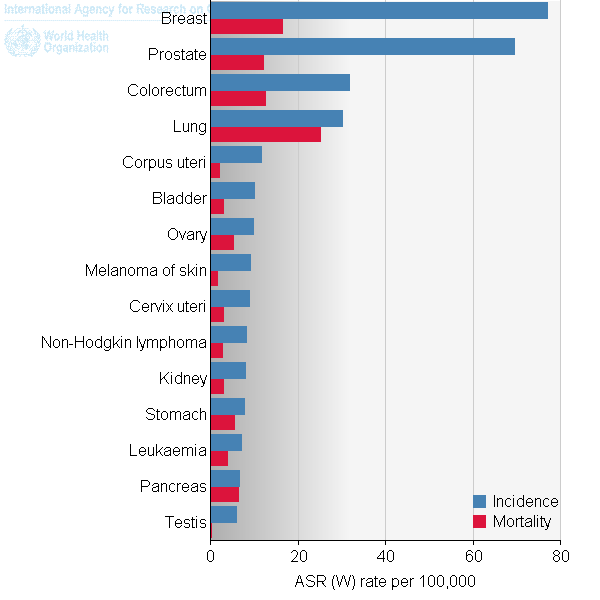 International Agency for Research on
World Health
Organization
Breast
Prostate
Colorectum
Lung
Corpus uteri
Bladder
Ovary
Melanoma of skin
Cervix uteri
Non-Hodgkin lymphoma
Kidney
Stomach
Leukaemia
Pancreas
Testis
Incidence
Mortality
0 20 40 60 80
ASR (W) rate per 100,000